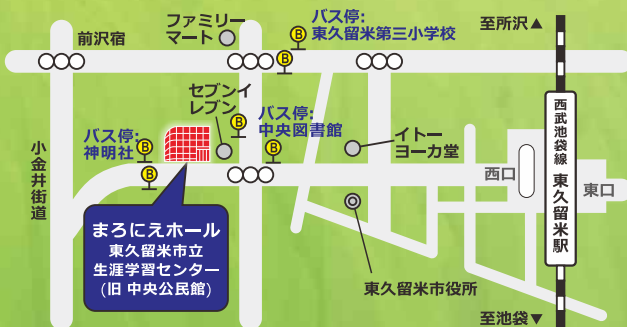 ファミリー
マート
バス停:
東久留米第三小学校
至所沢▲
前沢宿
B
B
セブンイ
レブン
B
バス停:
中央図書館
B
バス停:
神明社
B
B
イトー
ヨーカ堂
小金井街道
西武池袋線 東久留米駅
西口
東口
まろにえホール
東久留米市立
生涯学習センター
(旧 中央公民館)
東久留米市役所
至池袋▼